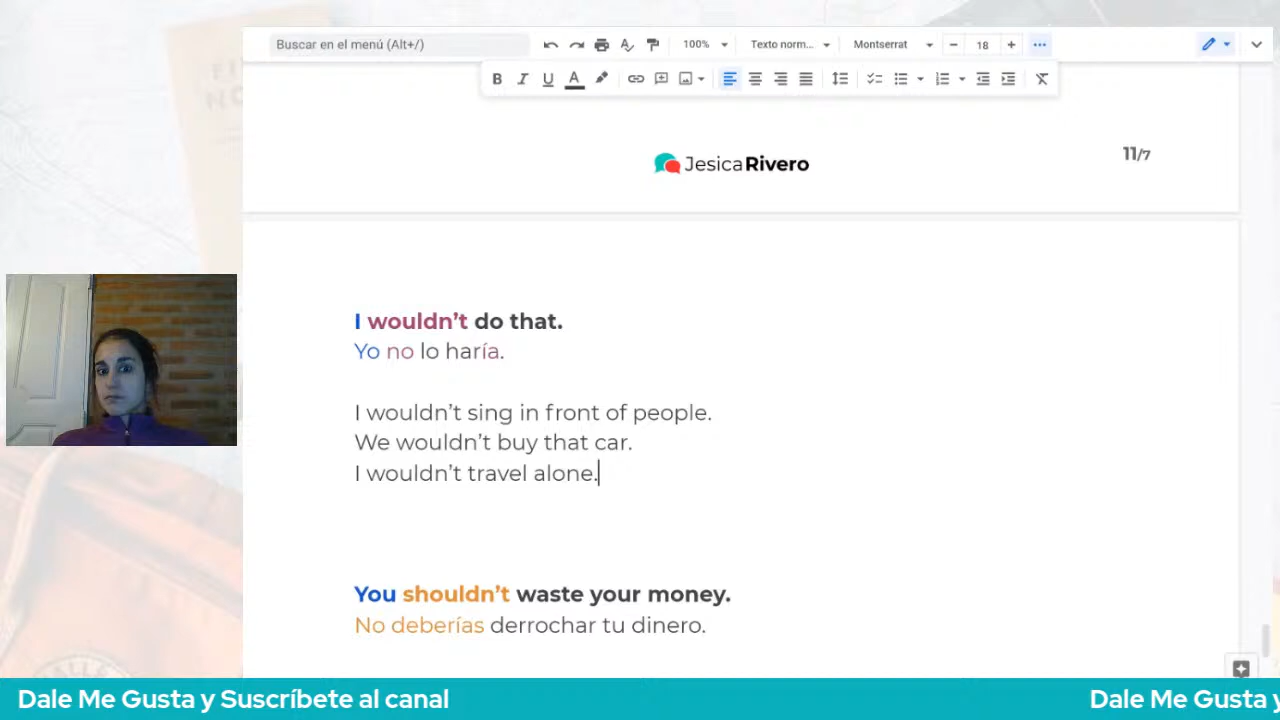 Buscar en el menú (Alt+/)
100%
Texto norm...
Montserrat
18
B I U A
JesicaRivero
11/7
I wouldn't do that.
Yo no lo haría.
I wouldn't sing in front of people.
We wouldn't buy that car.
I wouldn't travel alone.
You shouldn't waste your money.
No deberías derrochar tu dinero.
Dale Me Gusta y Suscríbete al canal
Dale Me Gusta y